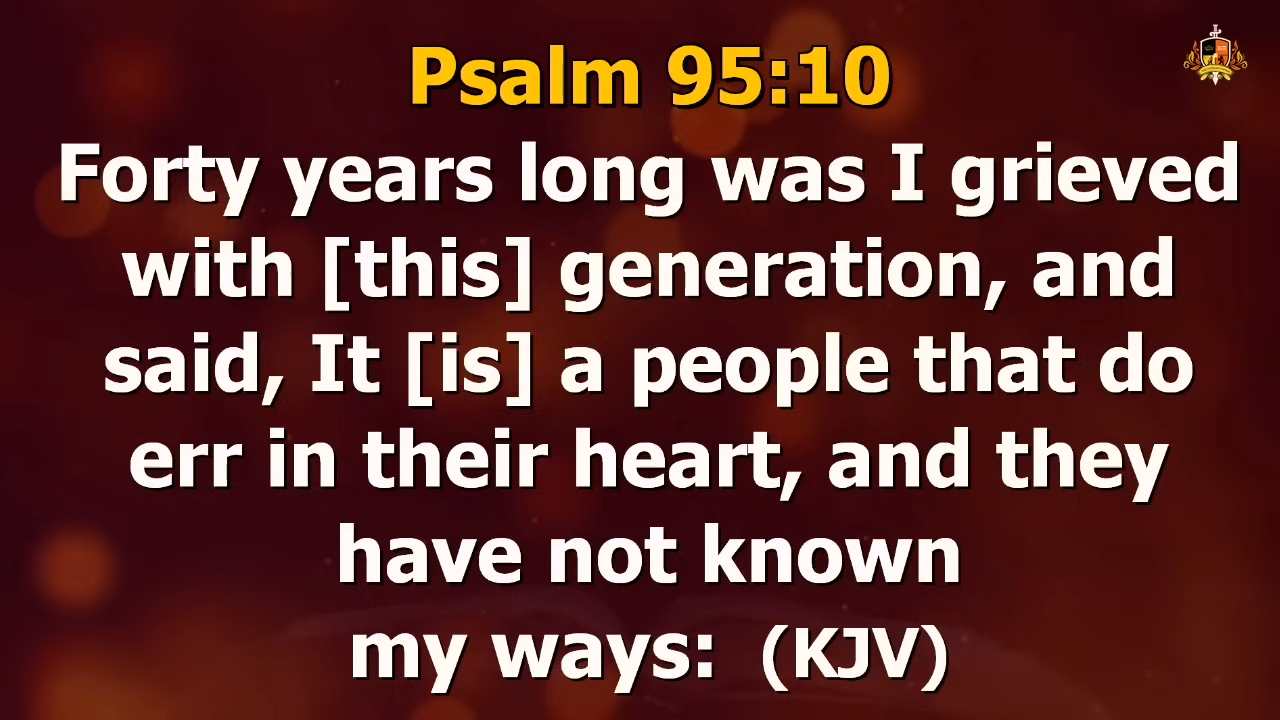 Psalm 95:10
Forty years long was I grieved
with [this] generation, and
said, It [is] a people that do
err in their heart, and they
have not known
my ways:  (KJV)